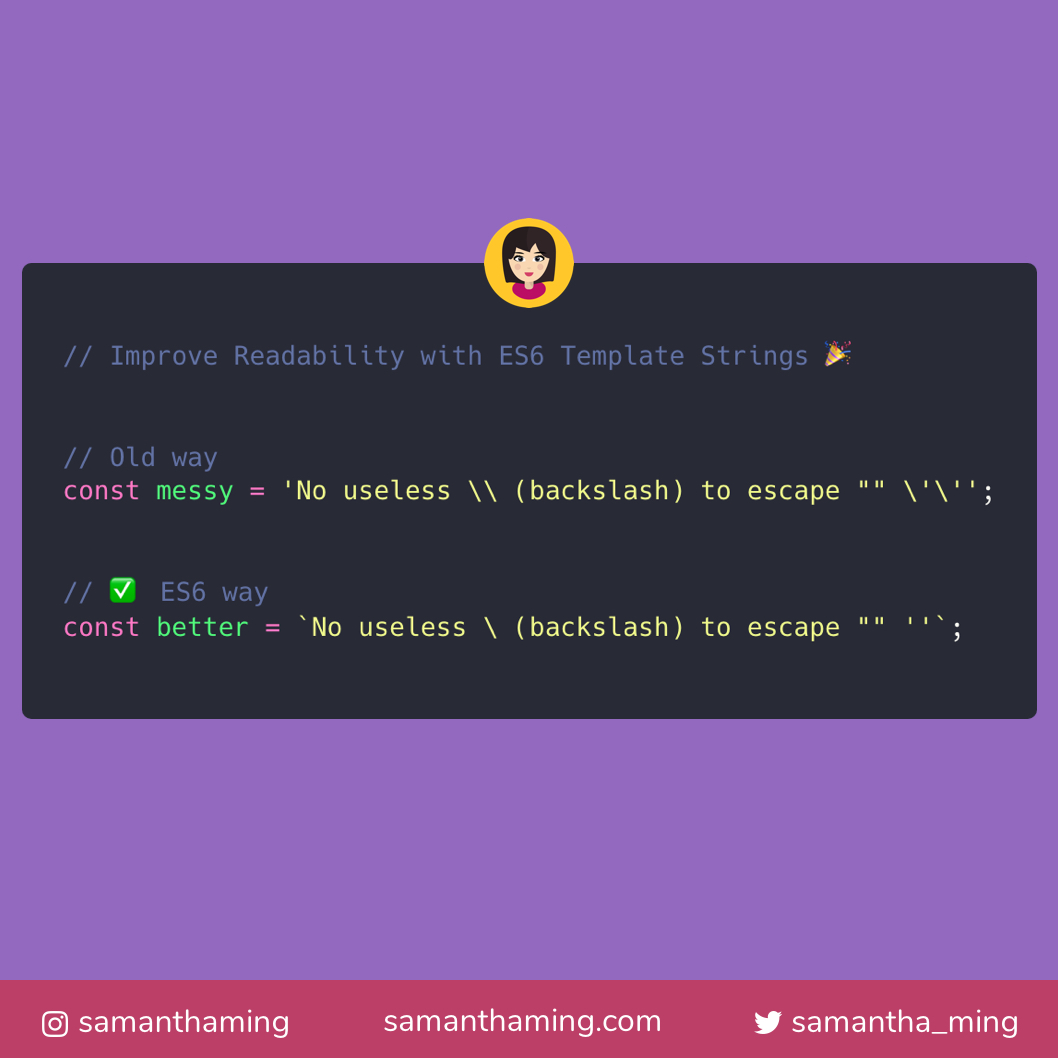 // Improve Readability with ES6 Template Strings 🎉
// Old way
const messy = 'No useless \\ (backslash) to escape "" \'\'';
// ✅ ES6 way
const better = `No useless \ (backslash) to escape "" ''`;
samanthaming samanthaming.com samantha_ming